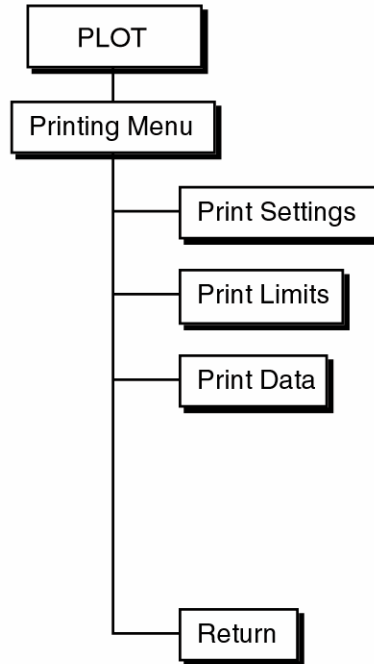 PLOT
Printing Menu
Print Settings
Print Limits
Print Data
Return